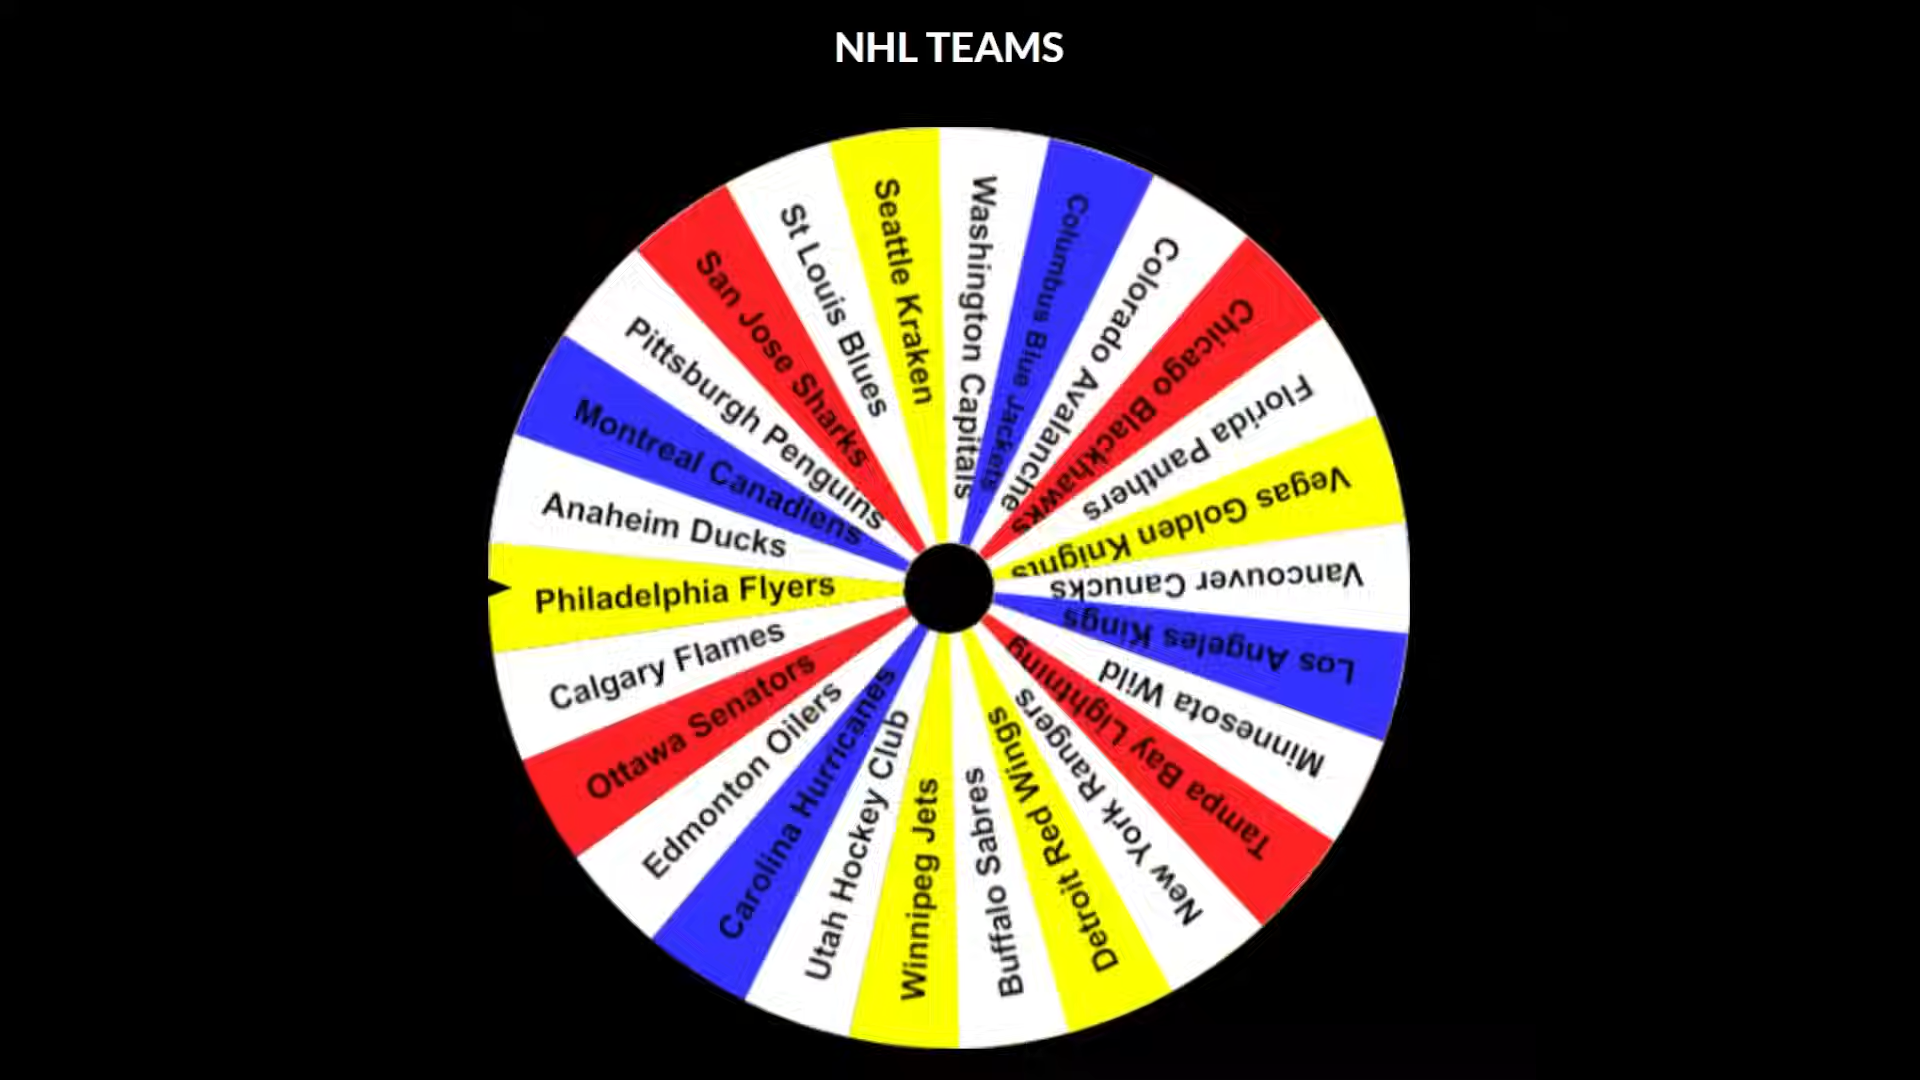 NHL TEAMS
Washington Capitals
Columbus Blue Jackets
Colorado Avalanche
Chicago Blackhawks
Florida Panthers
Vegas Golden Knights
Vancouver Canucks
Los Angeles Kings
Minnesota Wild
Tampa Bay Lightning
New York Rangers
Detroit Red Wings
Buffalo Sabres
Winnipeg Jets
Utah Hockey Club
Carolina Hurricanes
Edmonton Oilers
Ottawa Senators
Calgary Flames
Philadelphia Flyers
Anaheim Ducks
Montreal Canadiens
Pittsburgh Penguins
San Jose Sharks
St Louis Blues
Seattle Kraken